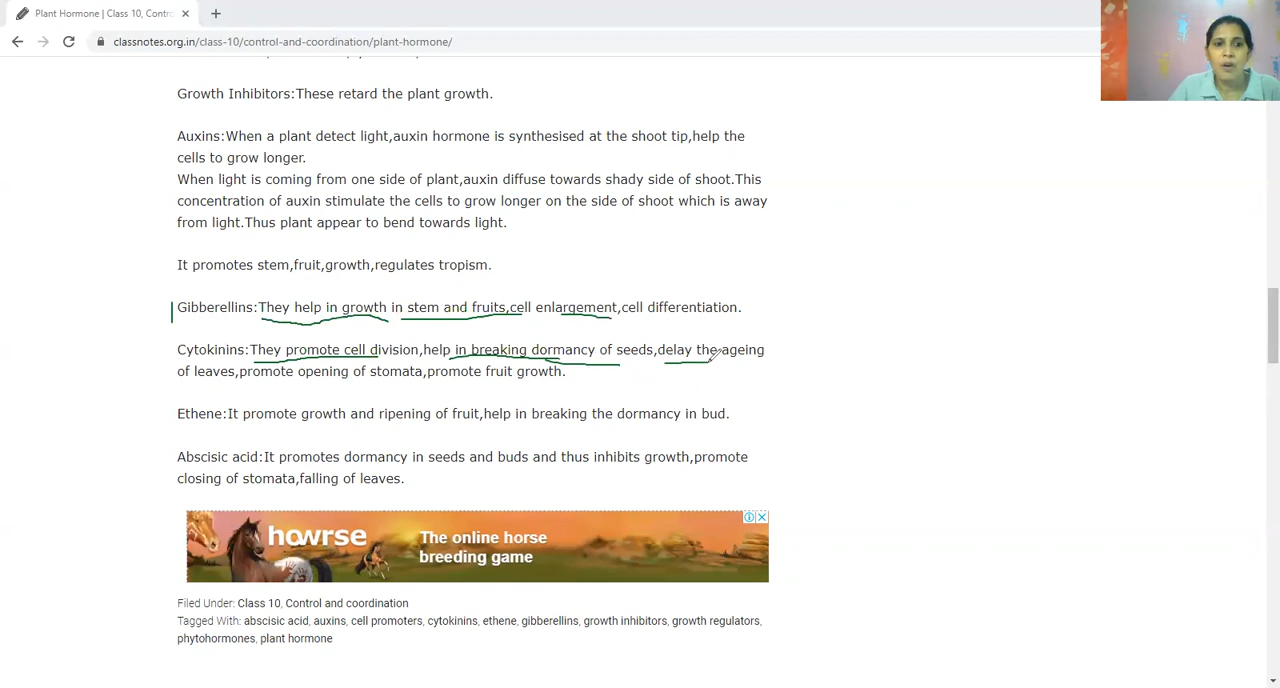 Plant Hormone | Class 10, Contro
classnotes.org.in/class-10/control-and-coordination/plant-hormone/
Growth Inhibitors:These retard the plant growth.
Auxins:When a plant detect light,auxin hormone is synthesised at the shoot tip,help the
cells to grow longer.
When light is coming from one side of plant,auxin diffuse towards shady side of shoot.This
concentration of auxin stimulate the cells to grow longer on the side of shoot which is away
from light.Thus plant appear to bend towards light.
It promotes stem,fruit,growth,regulates tropism.
Gibberellins:They help in growth in stem and fruits,cell enlargement,cell differentiation.
Cytokinins:They promote cell division,help in breaking dormancy of seeds,delay the ageing
of leaves,promote opening of stomata,promote fruit growth.
Ethene:It promote growth and ripening of fruit,help in breaking the dormancy in bud.
Abscisic acid:It promotes dormancy in seeds and buds and thus inhibits growth,promote
closing of stomata,falling of leaves.
howrse
The online horse
breeding game
Filed Under: Class 10, Control and coordination
Tagged With: abscisic acid, auxins, cell promoters, cytokinins, ethene, gibberellins, growth inhibitors, growth regulators,
phytohormones, plant hormone